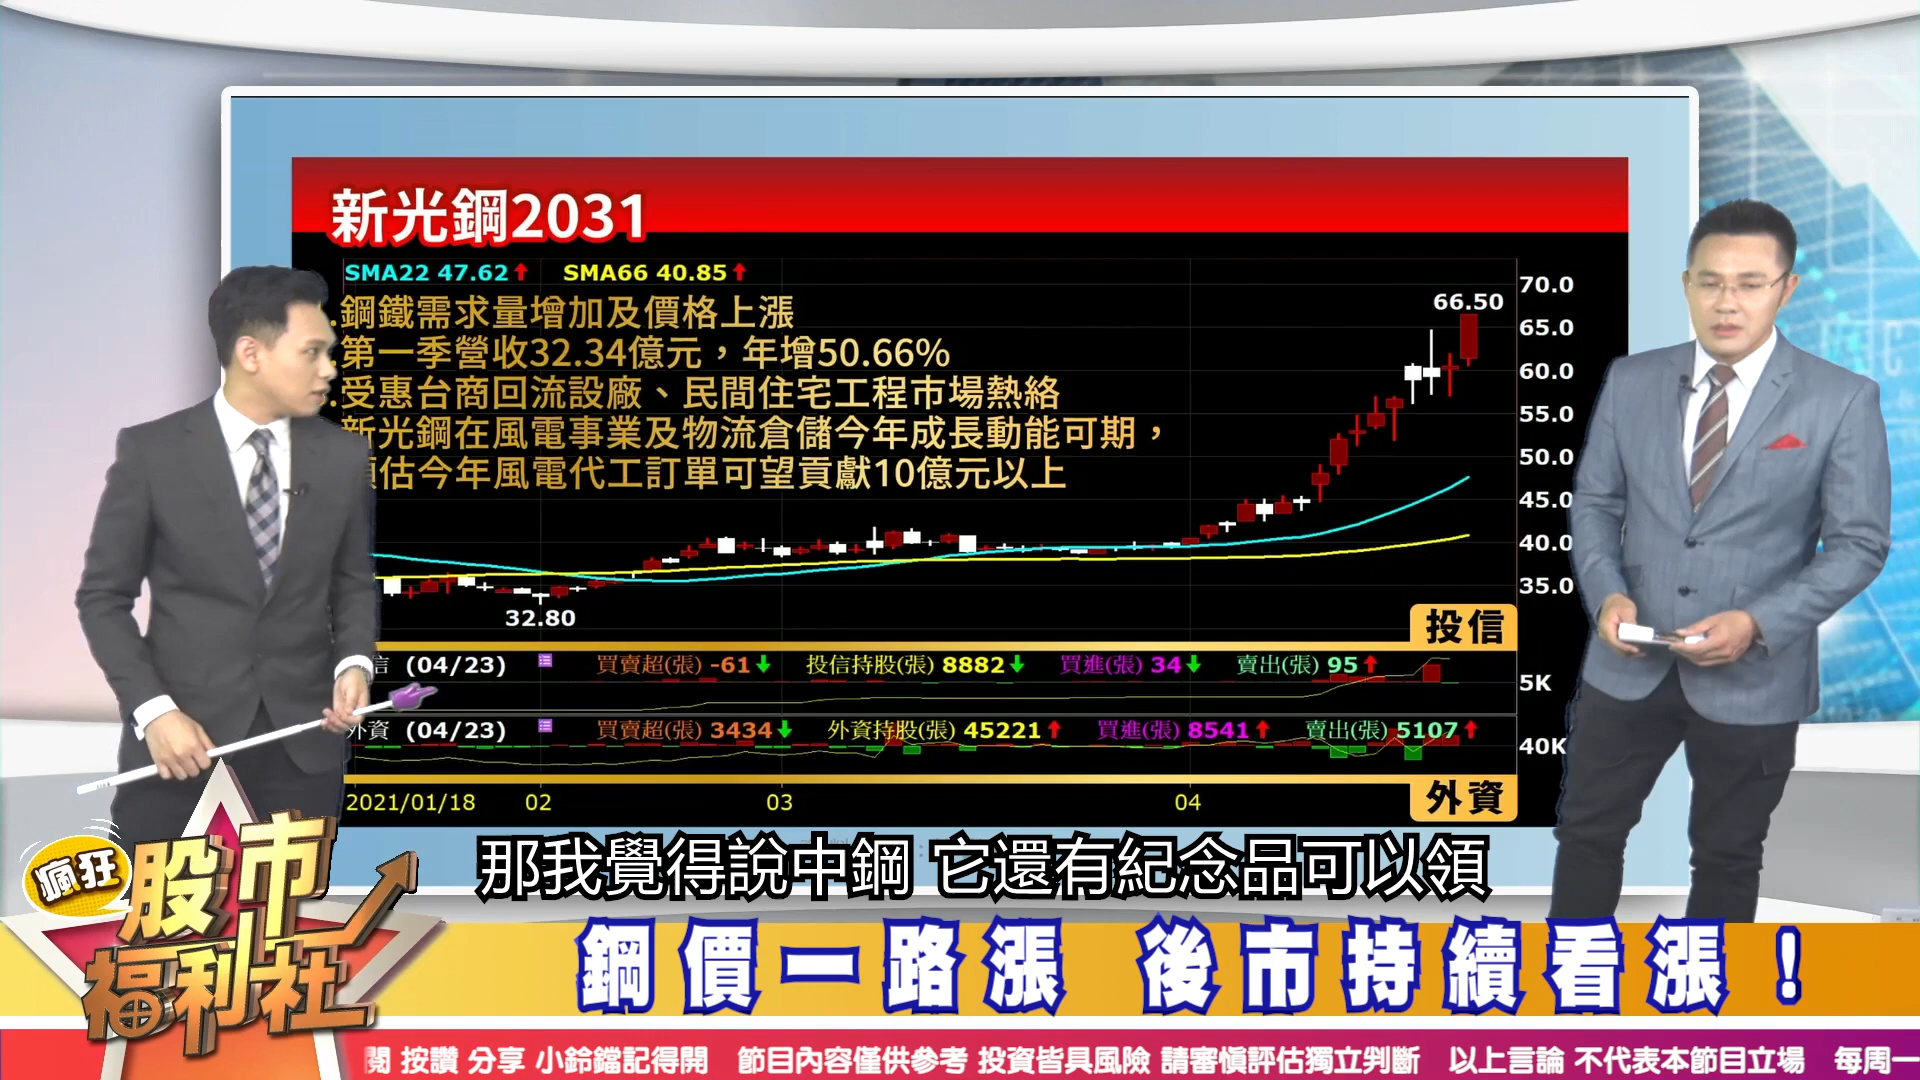 新光鋼2031
SMA22 47.62 SMA66 40.85
.鋼鐵需求量增加及價格上漲
.第一季營收32.34億元，年增50.66%
.受惠台商回流設廠、民間住宅工程市場熱絡
新光鋼在風電事業及物流倉儲今年成長動能可期，
估今年風電代工訂單可望貢獻10億元以上
66.50
70.0
65.0
60.0
55.0
50.0
45.0
40.0
35.0
32.80
投信
信 (04/23) 買賣超(張) -61 投信持股(張) 8882 買進(張) 34 賣出(張) 95
5K
外資 (04/23) 買賣超(張) 3434 外資持股(張) 45221 買進(張) 8541 賣出(張) 5107
40K
外資
2021/01/18 02 03 04
那我覺得說中鋼 它還有紀念品可以領
瘋狂
股市
福利社
鋼價一路漲 後市持續看漲！
閱 按讚 分享 小鈴鐺記得開 節目內容僅供參考 投資皆具風險 請審慎評估獨立判斷 以上言論 不代表本節目立場 每周一